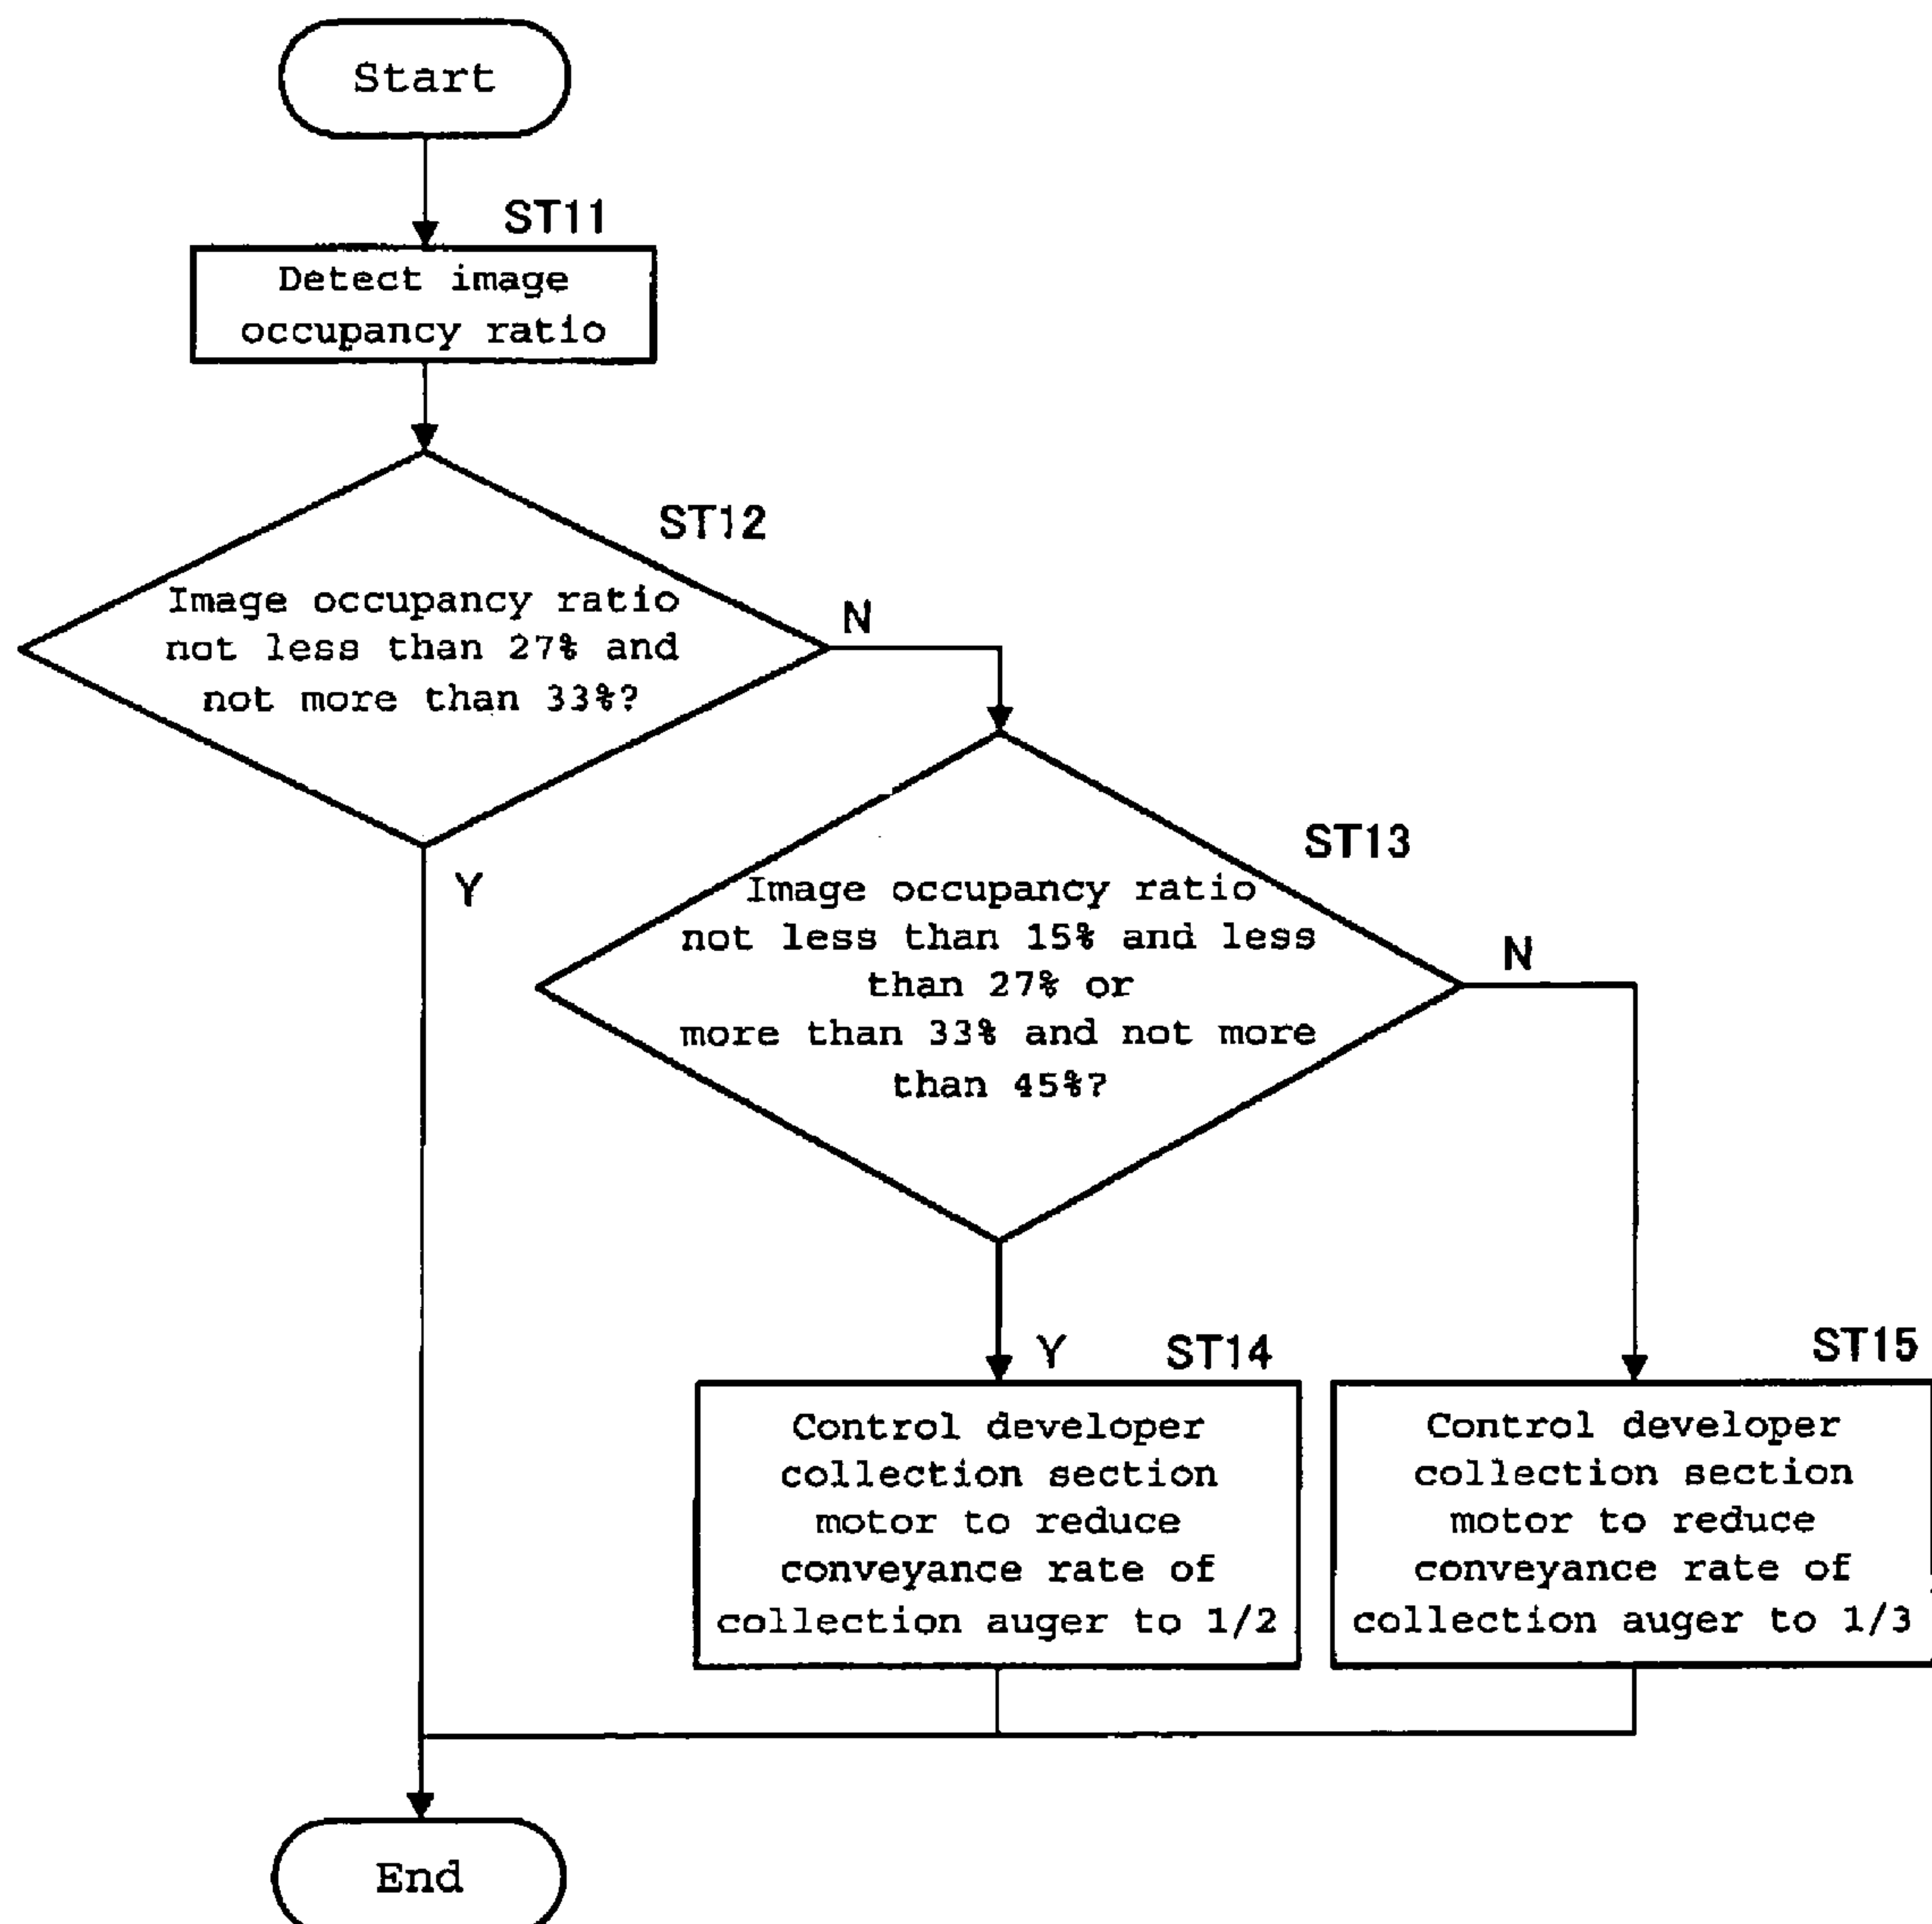 Start
ST11
Detect image
occupancy ratio
ST12
Image occupancy ratio
not less than 27% and
not more than 33%?
N
Y
ST13
Image occupancy ratio
not less than 15% and less
than 27% or
more than 33% and not more
than 45%?
N
Y
ST14
Control developer
collection section
motor to reduce
conveyance rate of
collection auger to 1/2
ST15
Control developer
collection section
motor to reduce
conveyance rate of
collection auger to 1/3
End